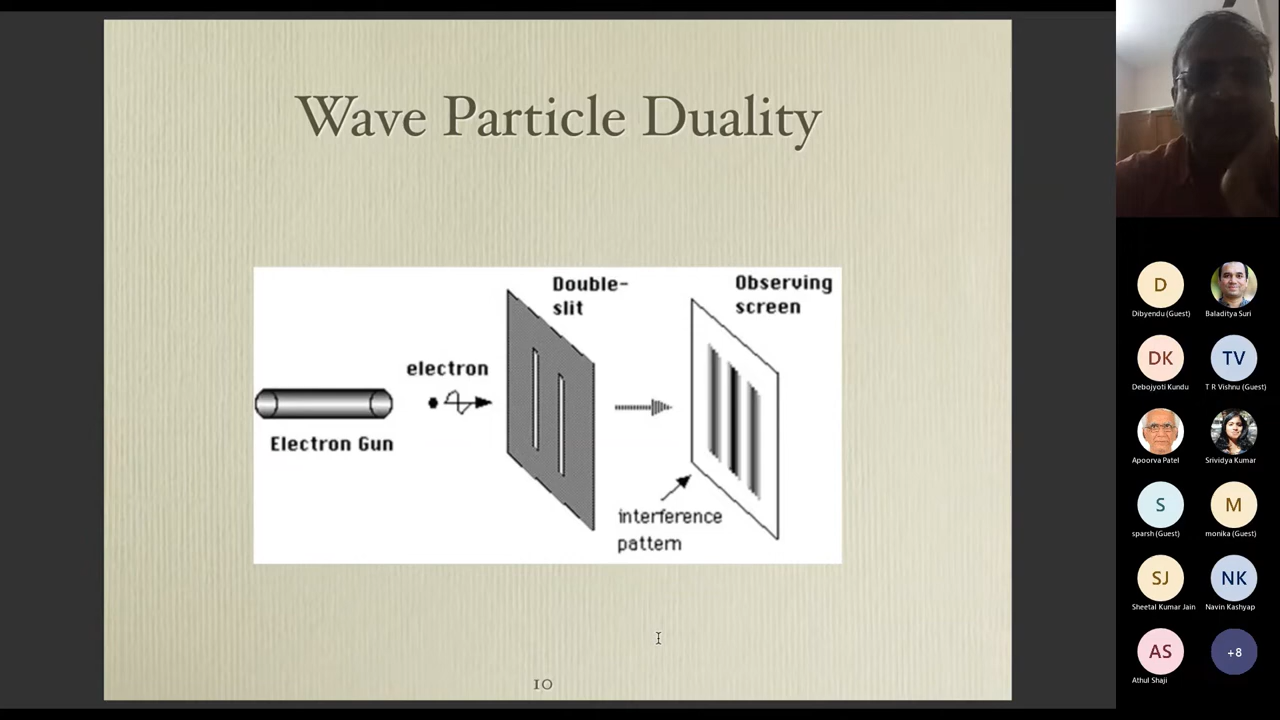 Wave Particle Duality
Double-
slit
Observing
screen
electron
Electron Gun
interference
pattern
10
D
Dibyendu (Guest)
Baladitya Suri
DK
Debojyoti Kundu
TV
T R Vishnu (Guest)
Apoorva Patel
Srividya Kumar
S
sparsh (Guest)
M
monika (Guest)
SJ
Sheetal Kumar Jain
NK
Navin Kashyap
AS
Athul Shaji
+8